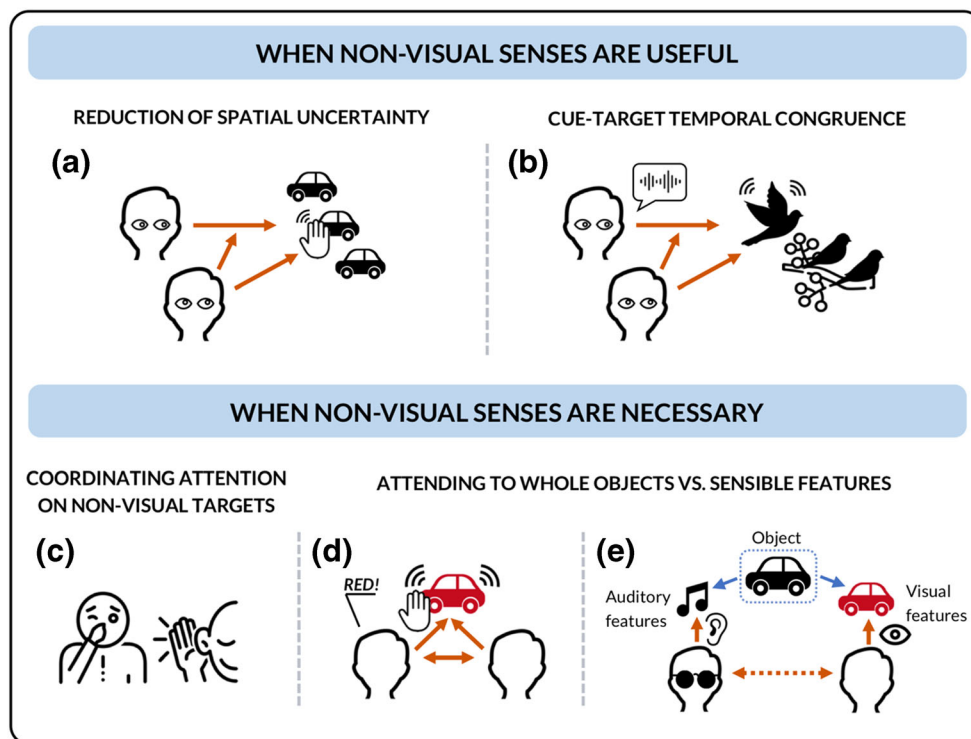 WHEN NON-VISUAL SENSES ARE USEFUL
REDUCTION OF SPATIAL UNCERTAINTY
(a)
CUE-TARGET TEMPORAL CONGRUENCE
(b)
WHEN NON-VISUAL SENSES ARE NECESSARY
COORDINATING ATTENTION
ON NON-VISUAL TARGETS
(c)
ATTENDING TO WHOLE OBJECTS VS. SENSIBLE FEATURES
(d)
RED!
(e)
Object
Auditory
features
Visual
features